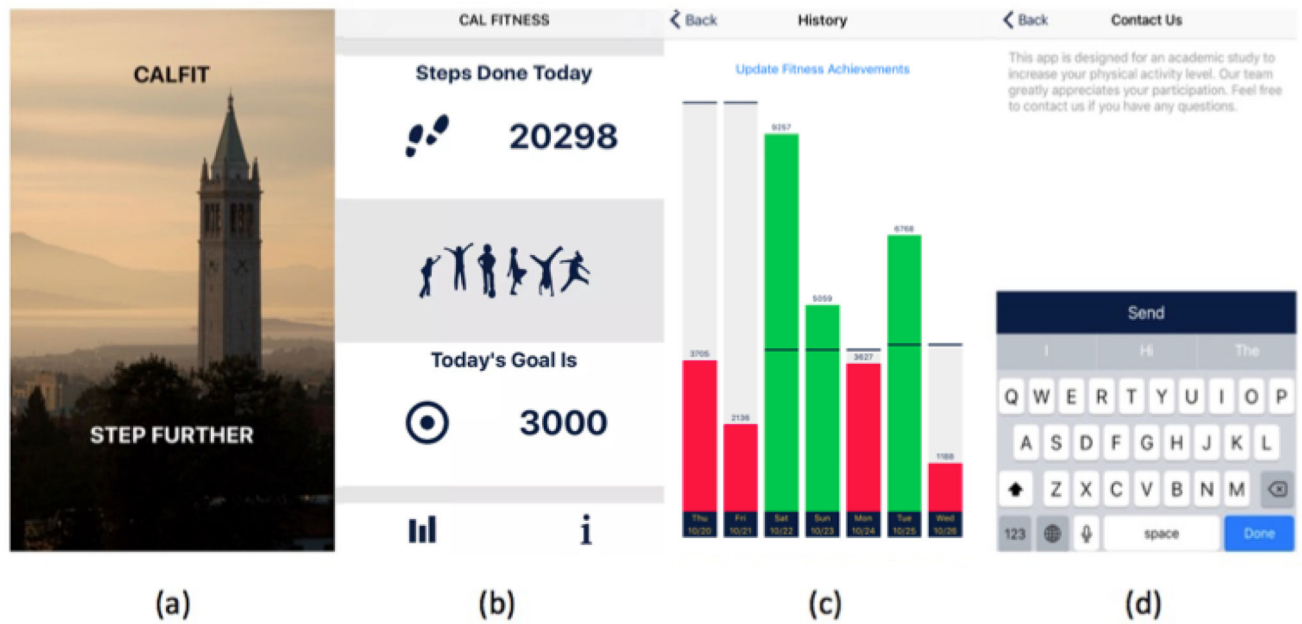 CALFIT
STEP FURTHER
(a)
CAL FITNESS
Steps Done Today
20298
Today's Goal Is
3000
i
(b)
Back
History
Update Fitness Achievements
9257
6768
5059
3705
3627
2136
1186
Thu Fri Sat Sun Mon Tue Wed
10/20 10/21 10/22 10/23 10/24 10/25 10/26
(c)
Back
Contact Us
This app is designed for an academic study to
increase your physical activity level. Our team
greatly appreciates your participation. Feel free
to contact us if you have any questions.
Send
I Hi The
Q W E R T Y U I O P
A S D F G H J K L
Z X C V B N M
123 space Done
(d)